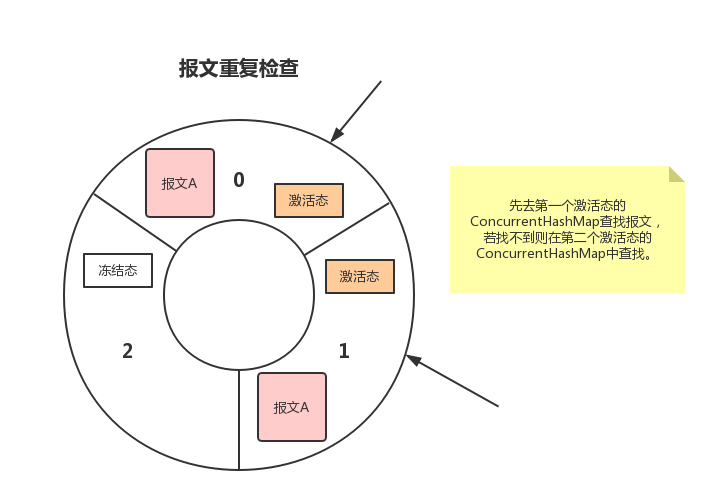 报文重复检查
报文A
0
激活态
先去第一个激活态的
ConcurrentHashMap查找报文，
若找不到则在第二个激活态的
ConcurrentHashMap中查找。
冻结态
激活态
2
1
报文A